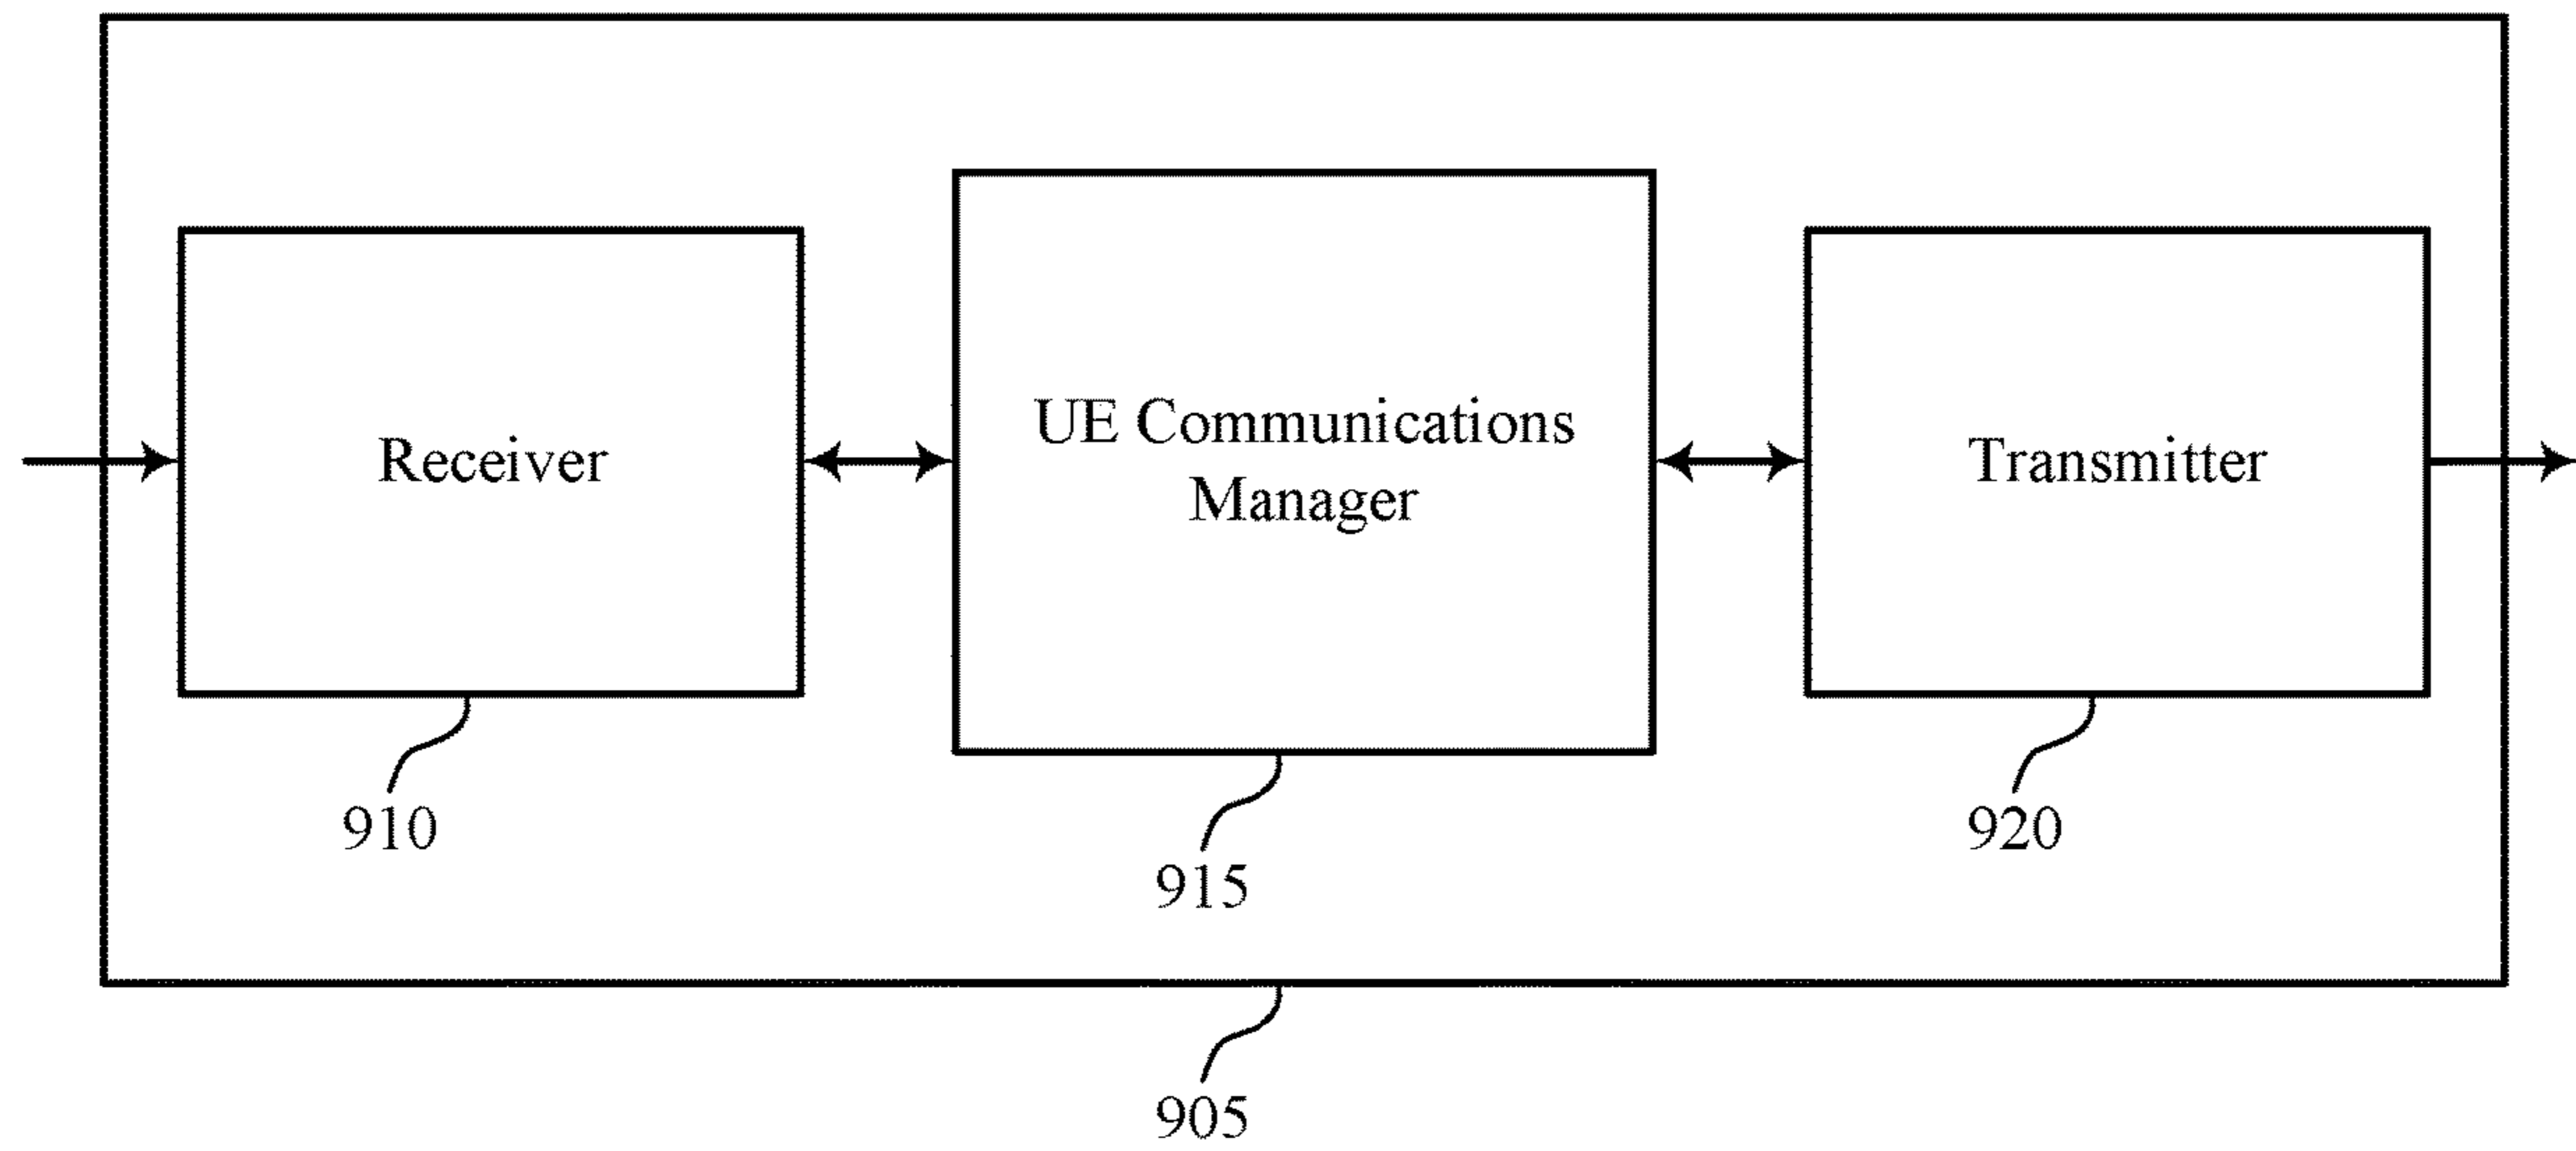 Receiver
UE Communications
Manager
Transmitter
910
915
920
905